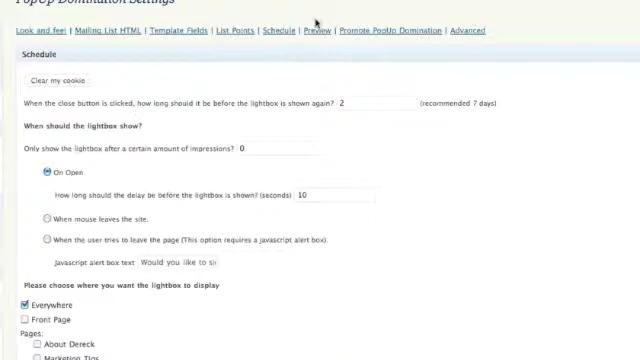 PopUp Domination Settings
Look and feel | Mailing List HTML | Template Fields | List Points | Schedule | Preview | Promote PopUp Domination | Advanced
Schedule
Clear my cookie
When the close button is clicked, how long should it be before the lightbox is shown again? 2 (recommended 7 days)
When should the lightbox show?
Only show the lightbox after a certain amount of impressions? 0
On Open
How long should the delay be before the lightbox is shown? (seconds) 10
When mouse leaves the site.
When the user tries to leave the page (This option requires a javascript alert box).
Javascript alert box text Would you like to si
Please choose where you want the lightbox to display
Everywhere
Front Page
Pages:
About Dereck
Marketing Tips